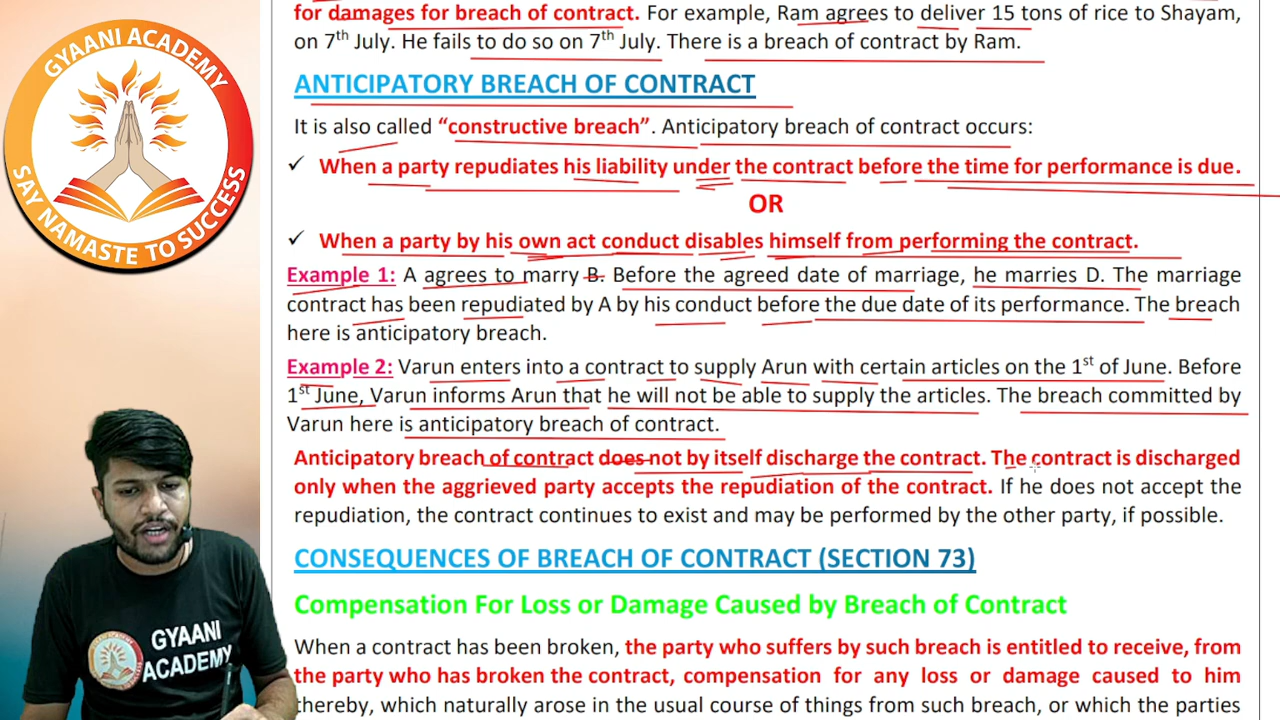 for damages for breach of contract. For example, Ram agrees to deliver 15 tons of rice to Shayam,
on 7th July. He fails to do so on 7th July. There is a breach of contract by Ram.
ANTICIPATORY BREACH OF CONTRACT
It is also called “constructive breach”. Anticipatory breach of contract occurs:
✓ When a party repudiates his liability under the contract before the time for performance is due.
OR
✓ When a party by his own act conduct disables himself from performing the contract.
Example 1: A agrees to marry B. Before the agreed date of marriage, he marries D. The marriage
contract has been repudiated by A by his conduct before the due date of its performance. The breach
here is anticipatory breach.
Example 2: Varun enters into a contract to supply Arun with certain articles on the 1st of June. Before
1st June, Varun informs Arun that he will not be able to supply the articles. The breach committed by
Varun here is anticipatory breach of contract.
Anticipatory breach of contract does not by itself discharge the contract. The contract is discharged
only when the aggrieved party accepts the repudiation of the contract. If he does not accept the
repudiation, the contract continues to exist and may be performed by the other party, if possible.
CONSEQUENCES OF BREACH OF CONTRACT (SECTION 73)
Compensation For Loss or Damage Caused by Breach of Contract
When a contract has been broken, the party who suffers by such breach is entitled to receive, from
the party who has broken the contract, compensation for any loss or damage caused to him
thereby, which naturally arose in the usual course of things from such breach, or which the parties
GYAANI ACADEMY
SAY NAMASTE TO SUCCESS
GYAANI
ACADEMY